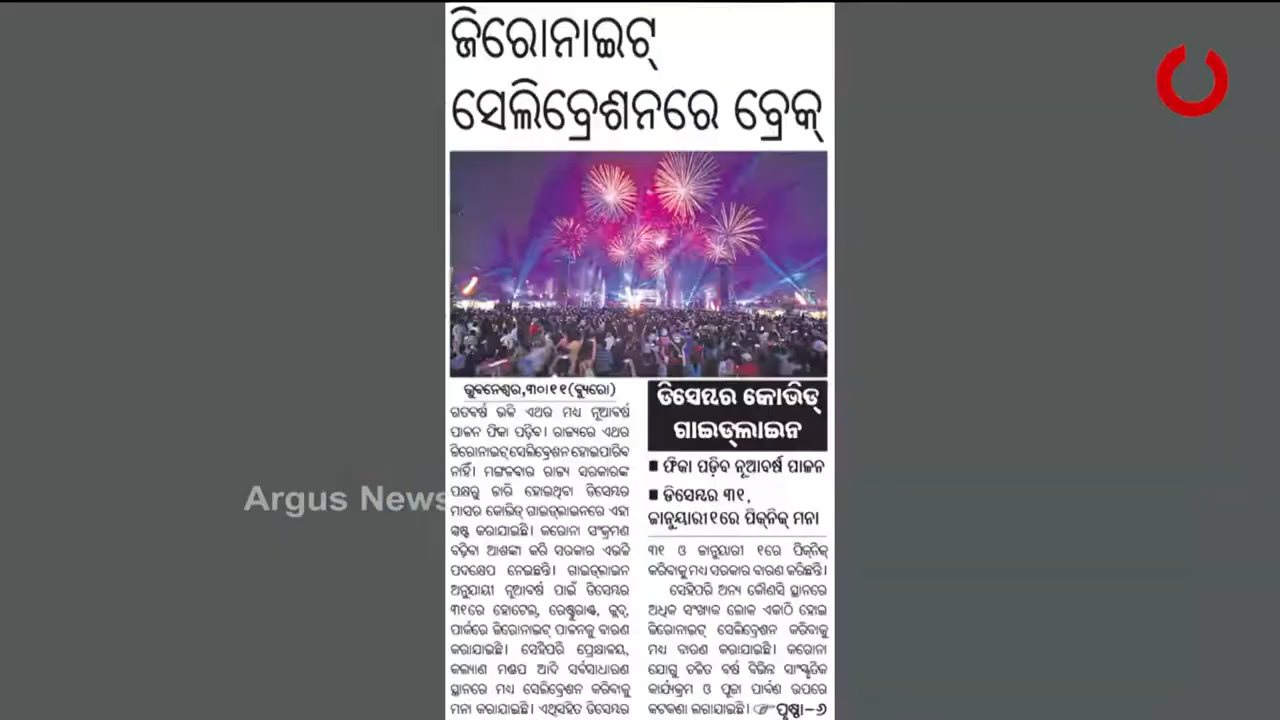 ଜିରୋନାଇଟ୍
ସେଲିବ୍ରେଶନରେ ବ୍ରେକ୍
ଭୁବନେଶ୍ୱର,୩୦।୧୧(ବ୍ୟୁରୋ)
ଗତବର୍ଷ ଭଳି ଏଥର ମଧ୍ୟ ନୂଆବର୍ଷ
ପାଳନ ଫିକା ପଡ଼ିବ। ରାଜ୍ୟରେ ଏଥର
ଜିରୋନାଇଟ୍ ସେଲିବ୍ରେଶନ ହୋଇପାରିବ
ନାହିଁ। ମଙ୍ଗଳବାର ରାଜ୍ୟ ସରକାରଙ୍କ
ପକ୍ଷରୁ ଜାରି ହୋଇଥିବା ଡିସେମ୍ବର
ମାସର କୋଭିଡ୍ ଗାଇଡ୍‌ଲାଇନରେ ଏହା
ସ୍ପଷ୍ଟ କରାଯାଇଛି। କରୋନା ସଂକ୍ରମଣ
ବଢ଼ିବା ଆଶଙ୍କା କରି ସରକାର ଏଭଳି
ପଦକ୍ଷେପ ନେଇଛନ୍ତି। ଗାଇଡ୍‌ଲାଇନ
ଅନୁଯାୟୀ ନୂଆବର୍ଷ ପାଇଁ ଡିସେମ୍ବର
୩୧ରେ ହୋଟେଲ, ରେଷ୍ଟୁରାଣ୍ଟ, କ୍ଲବ୍,
ପାର୍କରେ ଜିରୋନାଇଟ୍ ପାଳନକୁ ବାରଣ
କରାଯାଇଛି। ସେହିପରି ପ୍ରେକ୍ଷାଳୟ,
କଲ୍ୟାଣ ମଣ୍ଡପ ଆଦି ସର୍ବସାଧାରଣ
ସ୍ଥାନରେ ମଧ୍ୟ ସେଲିବ୍ରେଶନ କରିବାକୁ
ମନା କରାଯାଇଛି। ଏଥିସହିତ ଡିସେମ୍ବର
ଡିସେମ୍ବର କୋଭିଡ୍
ଗାଇଡ୍‌ଲାଇନ
■ ଫିକା ପଡ଼ିବ ନୂଆବର୍ଷ ପାଳନ
■ ଡିସେମ୍ବର ୩୧,
ଜାନୁୟାରୀ ୧ରେ ପିକ୍‌ନିକ୍ ମନା
୩୧ ଓ ଜାନୁୟାରୀ ୧ରେ ପିକ୍‌ନିକ୍
କରିବାକୁ ମଧ୍ୟ ସରକାର ବାରଣ କରିଛନ୍ତି।
ସେହିପରି ଅନ୍ୟ କୌଣସି ସ୍ଥାନରେ
ଅଧିକ ସଂଖ୍ୟକ ଲୋକ ଏକାଠି ହୋଇ
ଜିରୋନାଇଟ୍ ସେଲିବ୍ରେଶନ କରିବାକୁ
ମଧ୍ୟ ବାରଣ କରାଯାଇଛି। କରୋନା
ଯୋଗୁ ଚଳିତ ବର୍ଷ ବିଭିନ୍ନ ସାଂସ୍କୃତିକ
କାର୍ଯ୍ୟକ୍ରମ ଓ ପୂଜା ପାର୍ବଣ ଉପରେ
କଟକଣା ଲଗାଯାଇଛି। ☞ପୃଷ୍ଠା-୬
Argus News